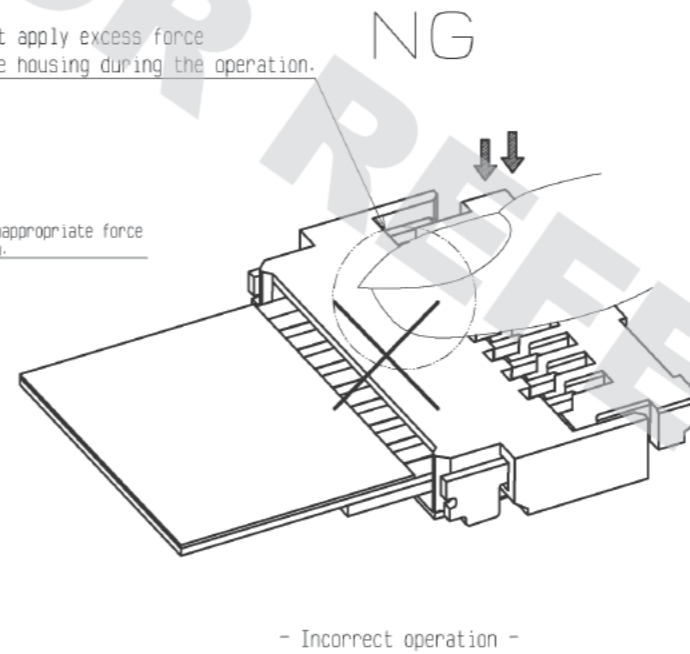 NG
t apply excess force
e housing during the operation.
appropriate force
- Incorrect operation -